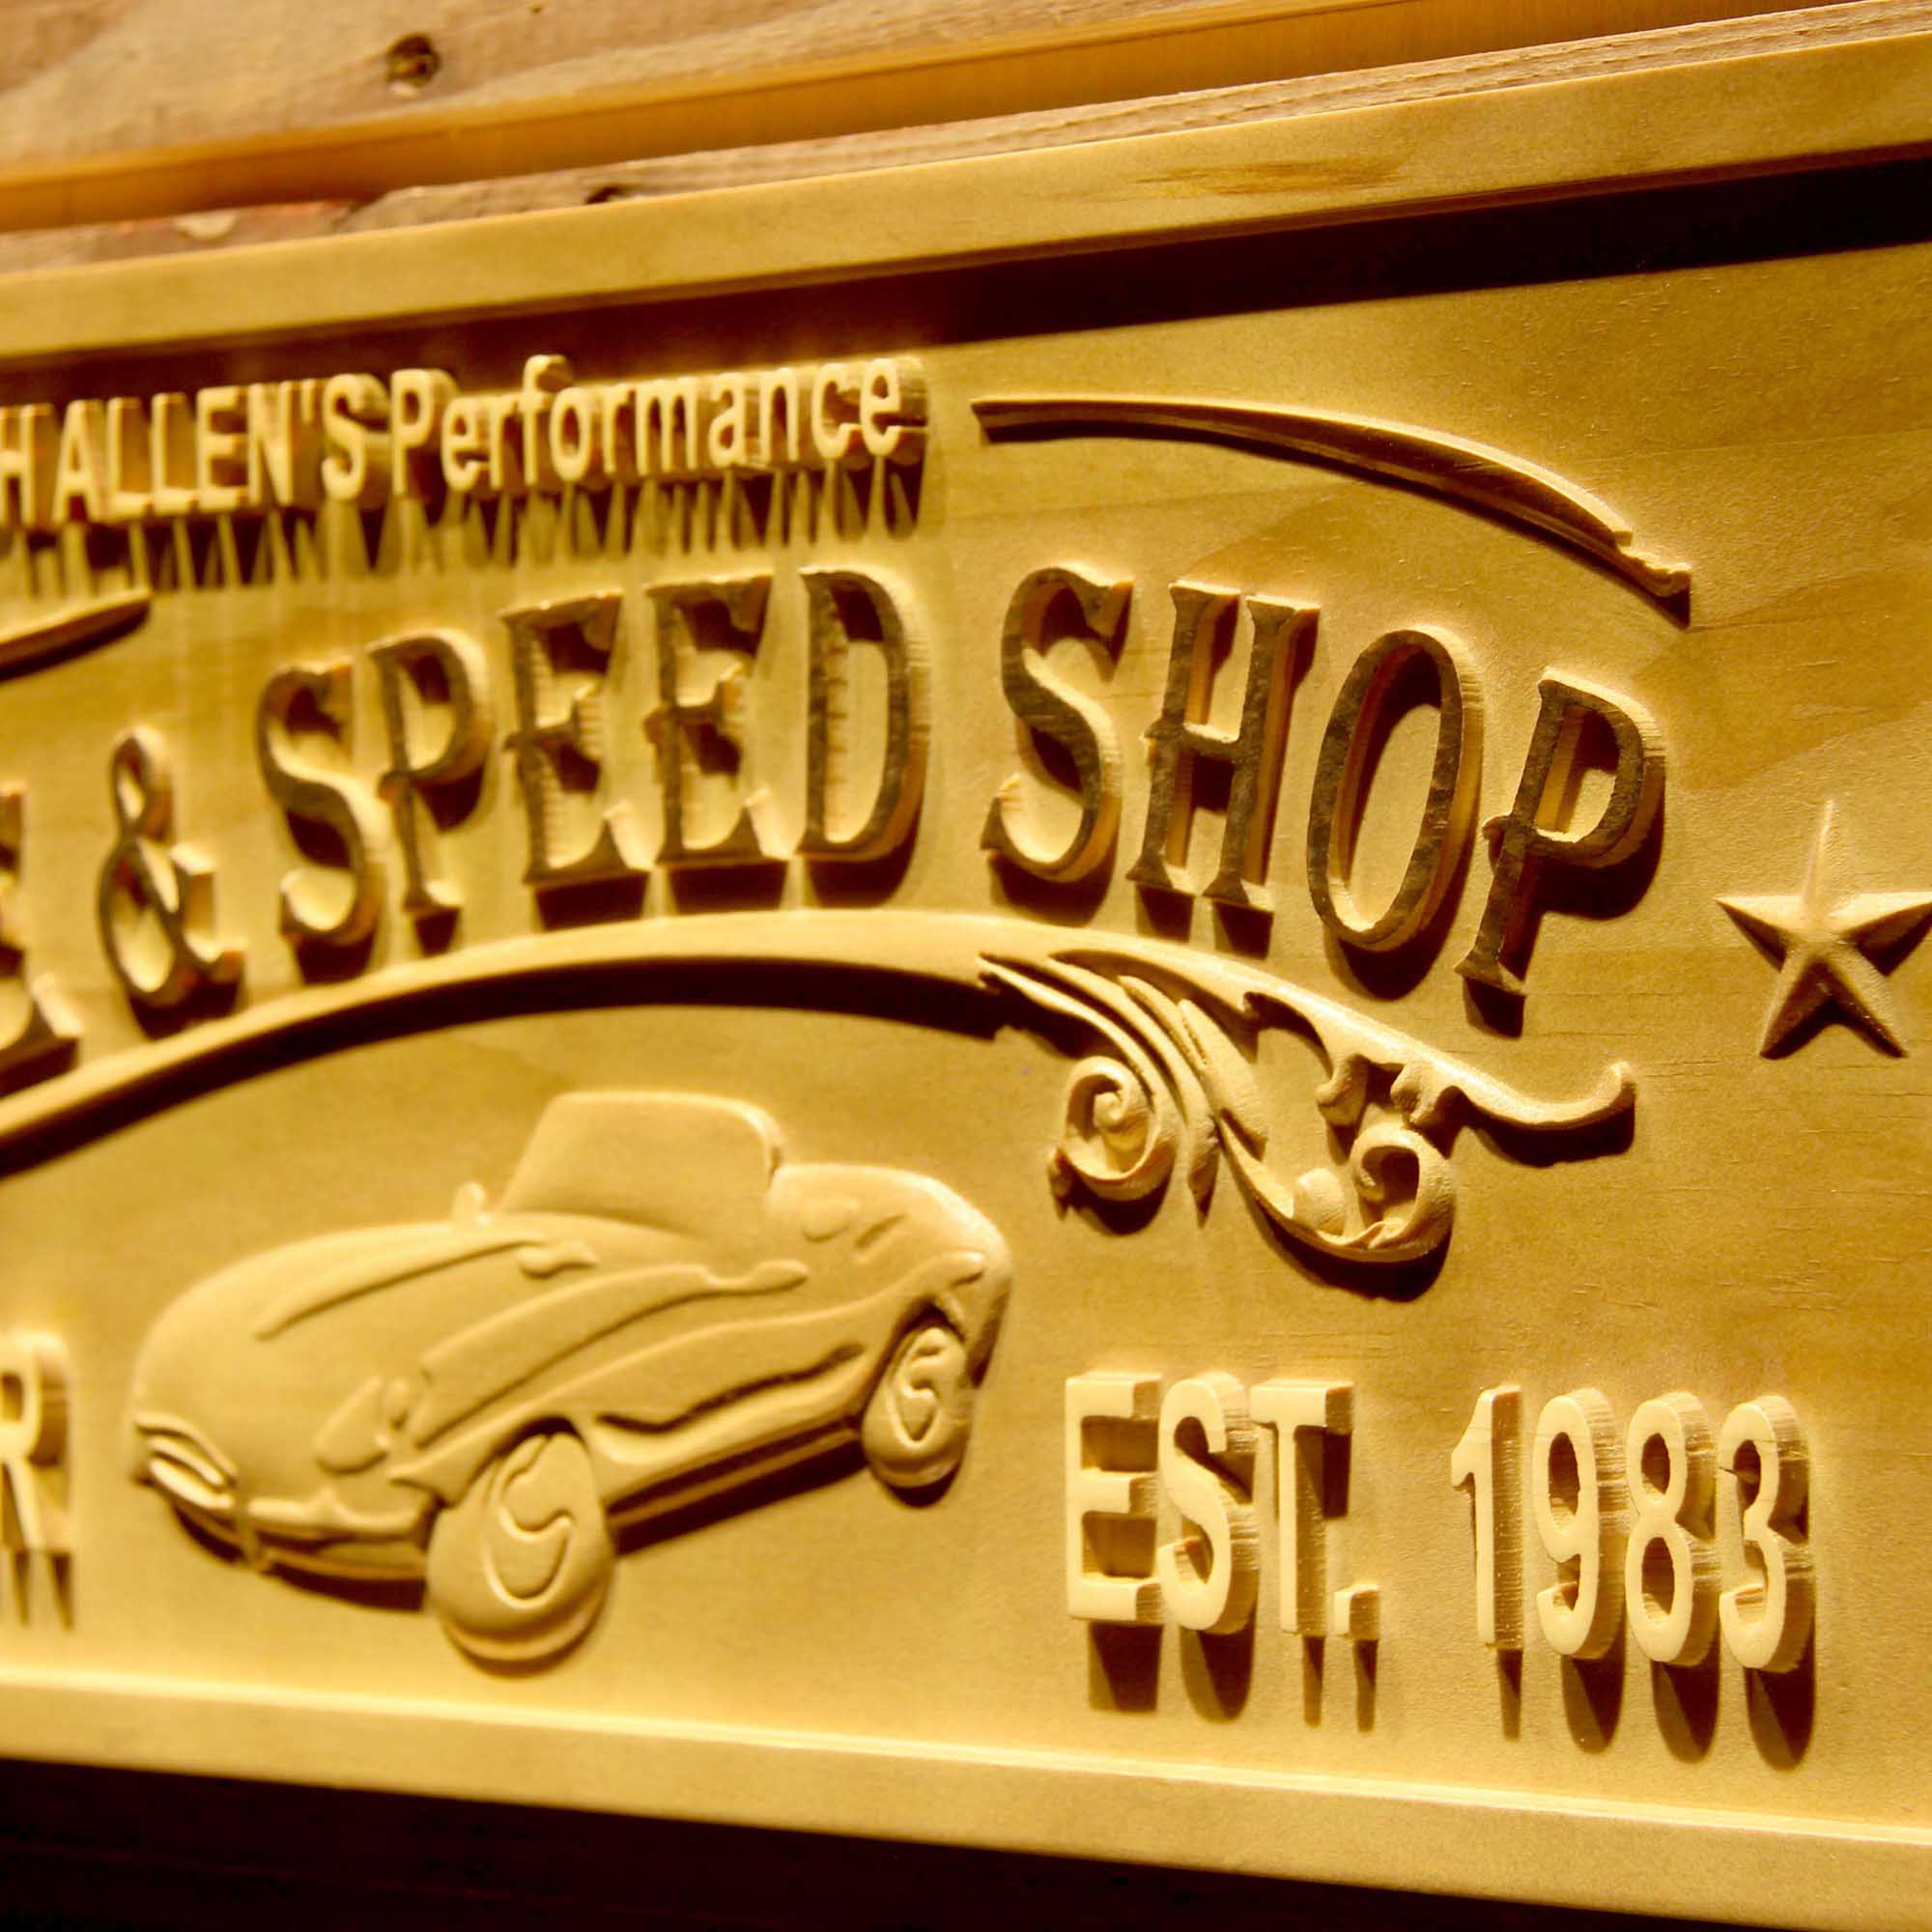 H ALLEN'S Performance
& SPEED SHOP
EST. 1983